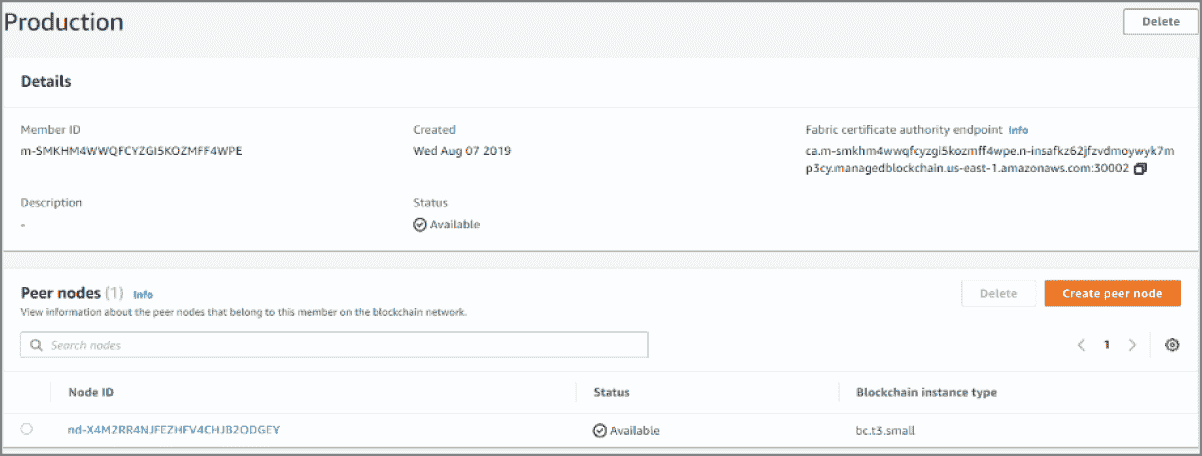 Production
Delete
Details
Member ID
Created
Fabric certificate authority endpoint Info
m-SMKHM4WWQFCYZGI5KOZMFF4WPE
Wed Aug 07 2019
ca.m-smkhm4wwqfcyzgi5kozmff4wpe.n-insafkz62jfzvdmoywyk7m
p3cy.managedblockchain.us-east-1.amazonaws.com:30002
Description
Status
-
Available
Peer nodes (1) Info
Delete
Create peer node
View information about the peer nodes that belong to this member on the blockchain network.
Search nodes
1
Node ID
Status
Blockchain instance type
nd-X4M2RR4NJFEZHFV4CHJB2ODGEY
Available
bc.t3.small